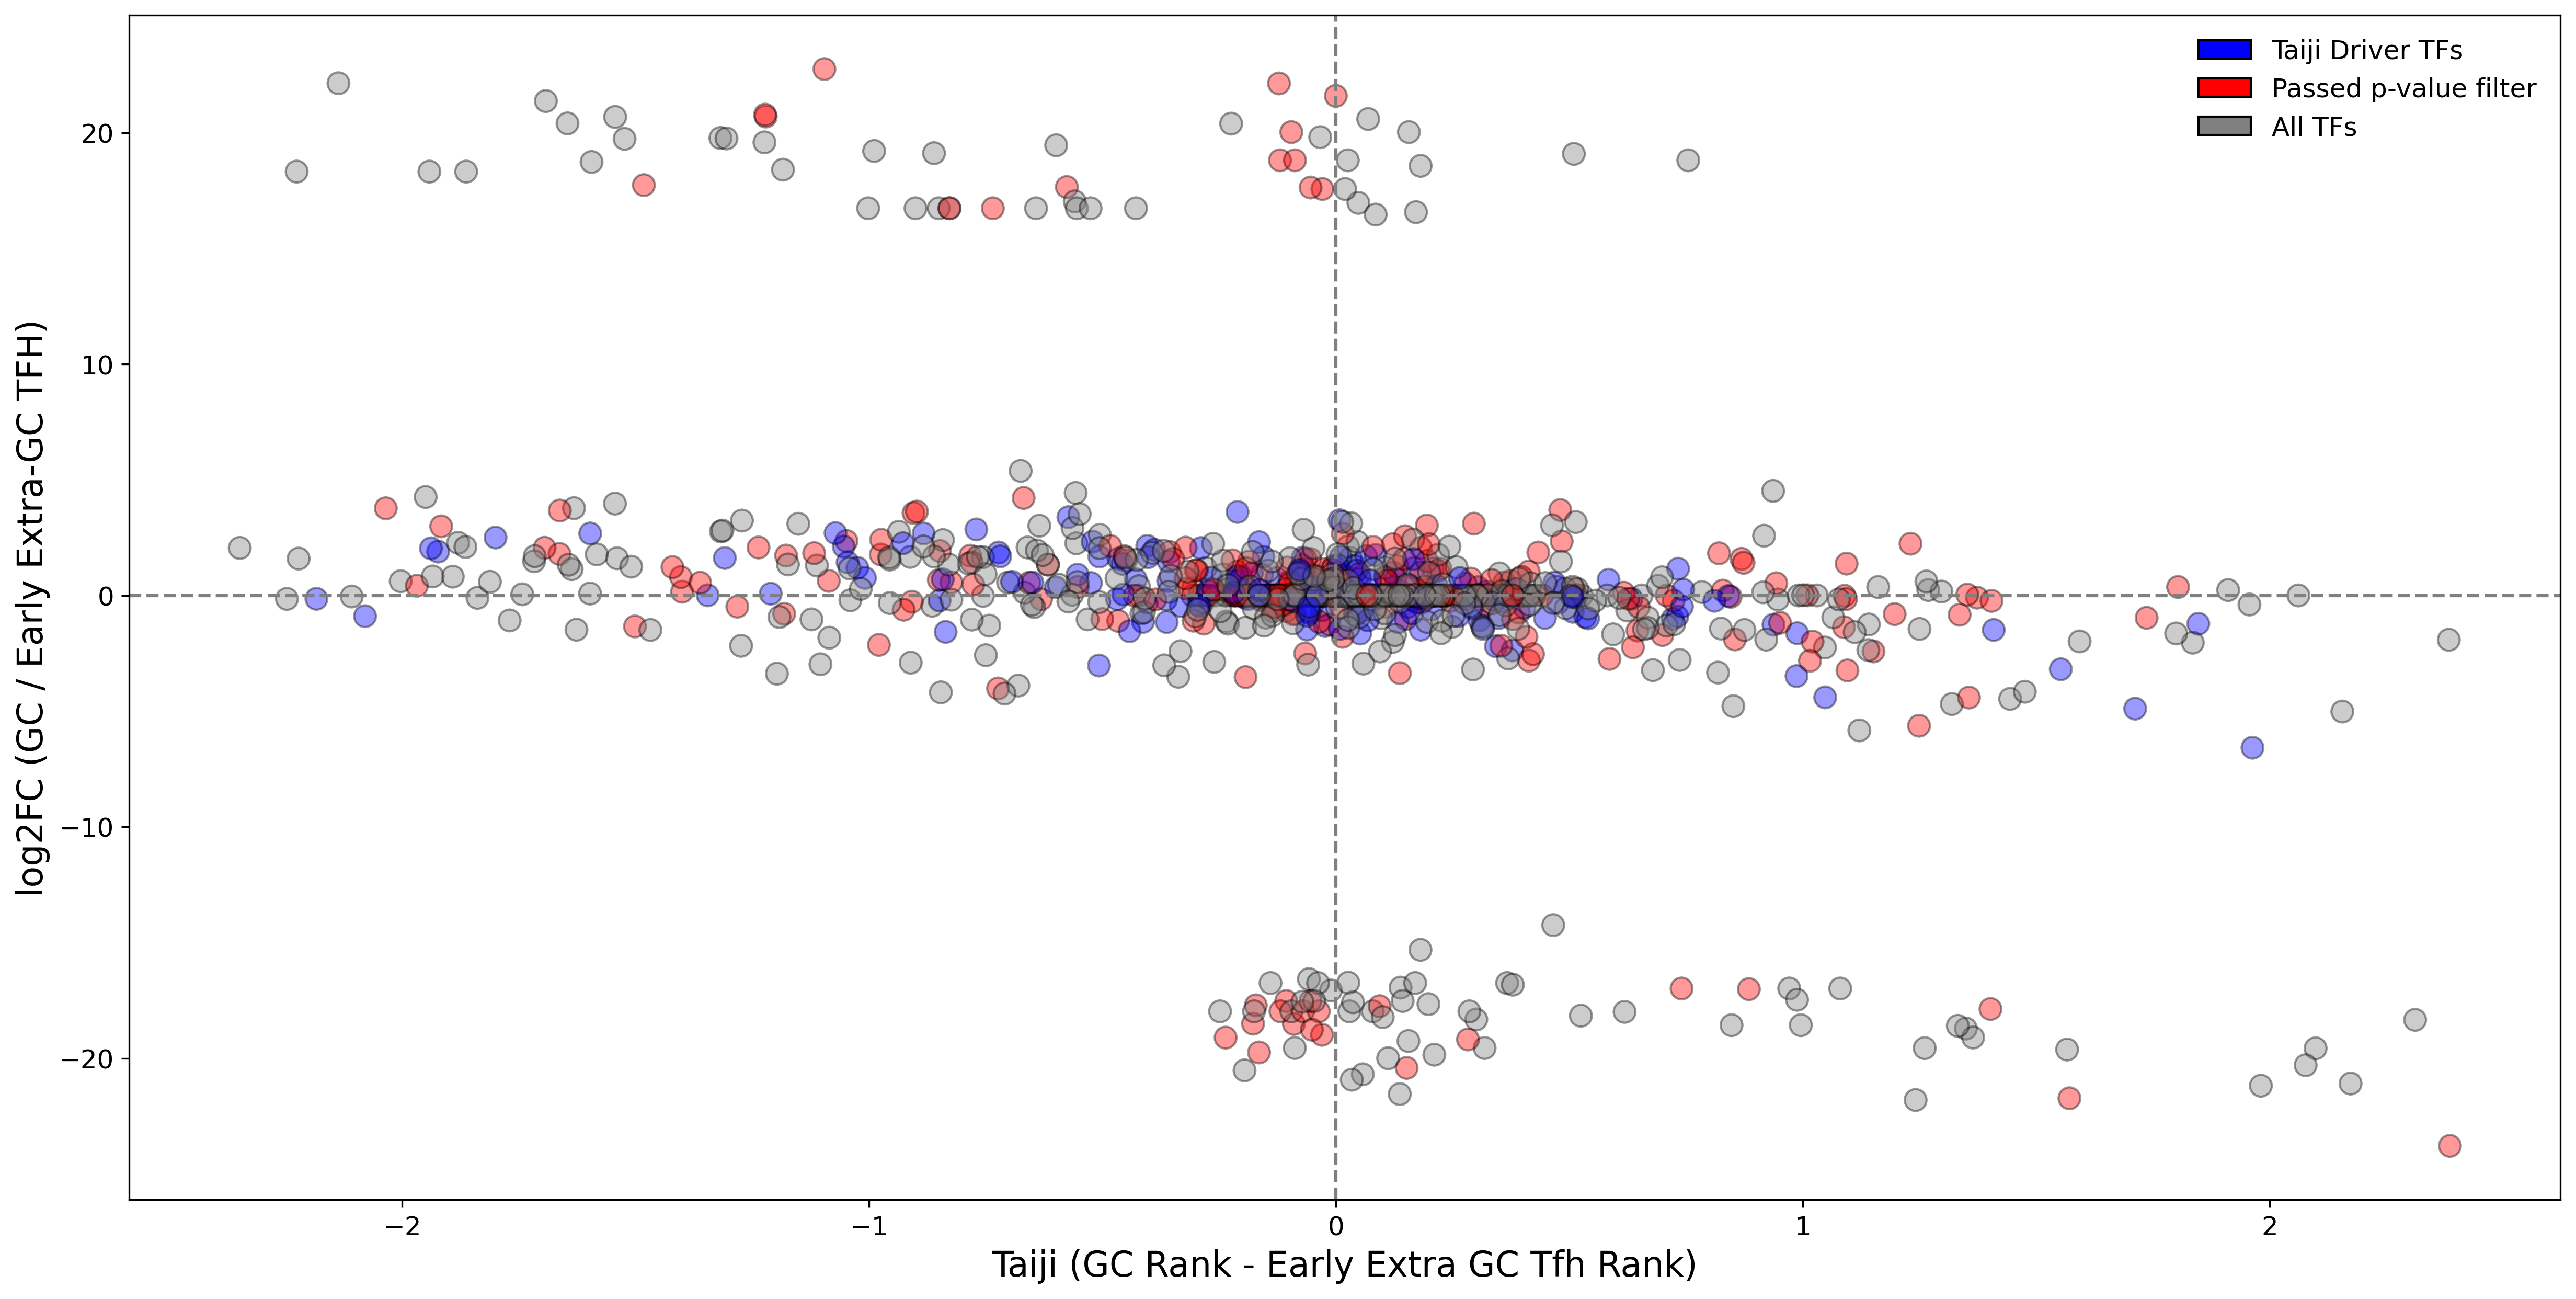 Taiji Driver TFs
Passed p-value filter
All TFs
20
10
0
−10
−20
log2FC (GC / Early Extra-GC TFH)
−2
−1
0
1
2
Taiji (GC Rank - Early Extra GC Tfh Rank)